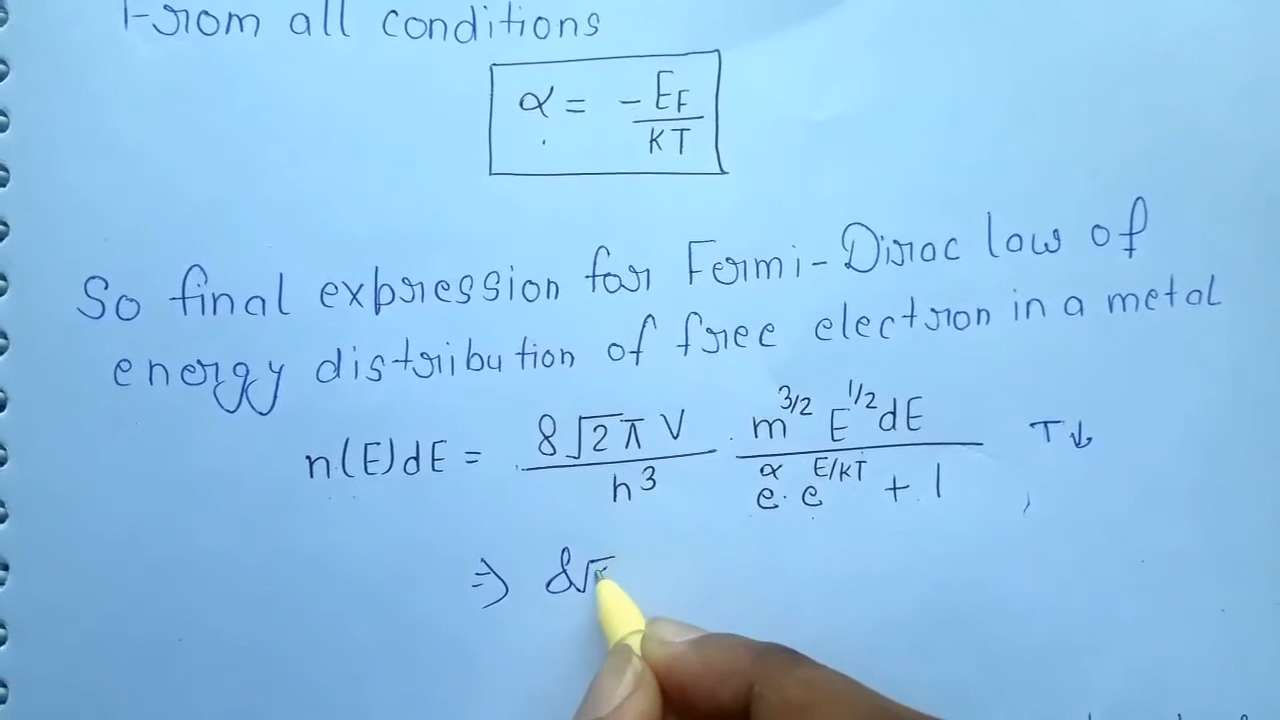 From all conditions
α = - E_F / KT
So final expression for Fermi-Dirac law of
energy distribution of free electron in a metal
n(E)dE = 8√2 π V / h³ . m^3/2 E^1/2 dE / e^α . e^E/KT + 1 T↓
⇒ 8√